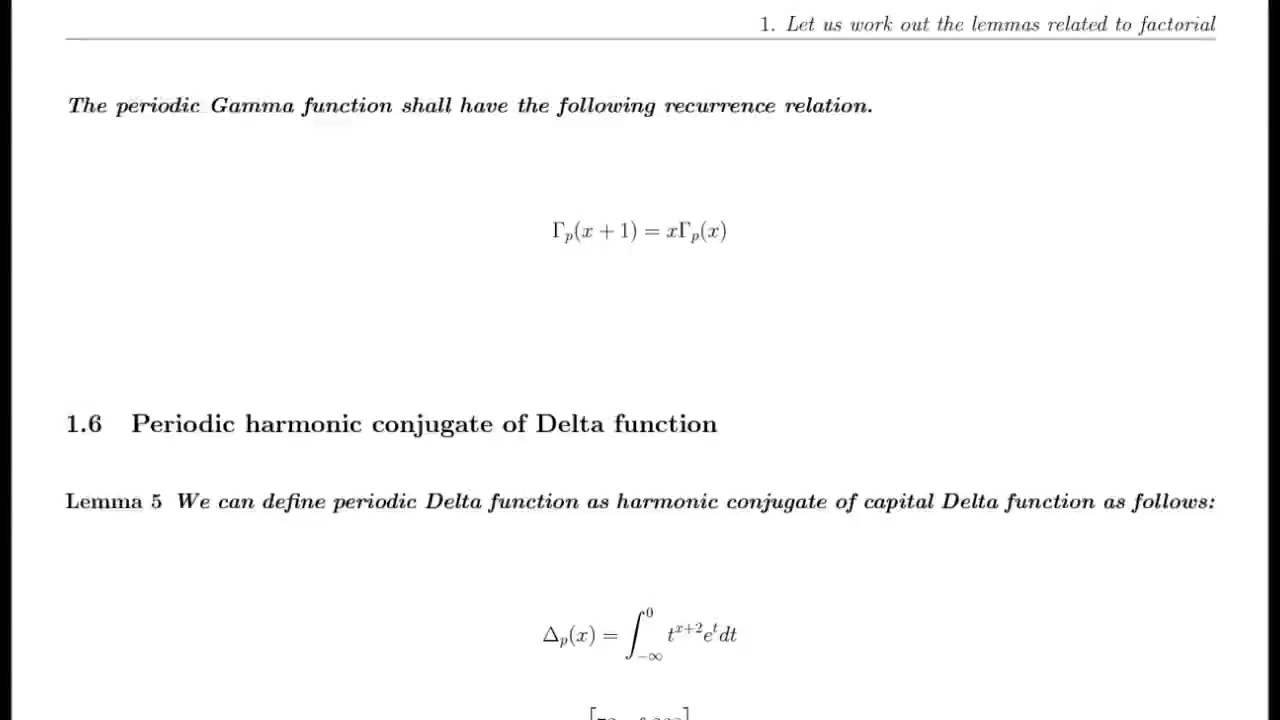 1. Let us work out the lemmas related to factorial
The periodic Gamma function shall have the following recurrence relation.
Γ_p(x + 1) = xΓ_p(x)
1.6 Periodic harmonic conjugate of Delta function
Lemma 5 We can define periodic Delta function as harmonic conjugate of capital Delta function as follows:
Δ_p(x) = ∫_{-∞}^{0} t^{x+2} e^t dt